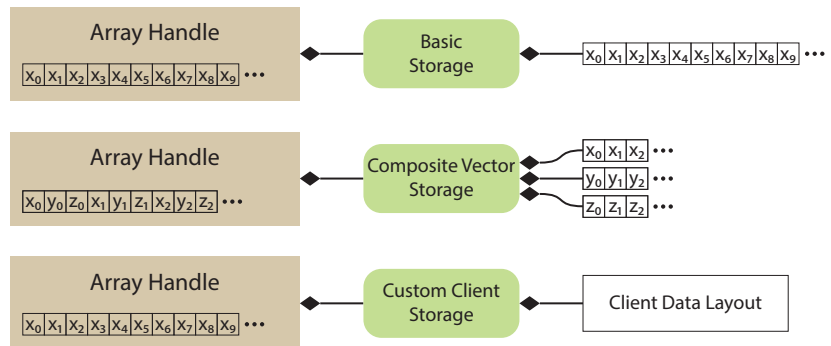 Array Handle
x₀ x₁ x₂ x₃ x₄ x₅ x₆ x₇ x₈ x₉ •••
Basic
Storage
x₀ x₁ x₂ x₃ x₄ x₅ x₆ x₇ x₈ x₉ •••
Array Handle
x₀ y₀ z₀ x₁ y₁ z₁ x₂ y₂ z₂ •••
Composite Vector
Storage
x₀ x₁ x₂ •••
y₀ y₁ y₂ •••
z₀ z₁ z₂ •••
Array Handle
x₀ x₁ x₂ x₃ x₄ x₅ x₆ x₇ x₈ x₉ •••
Custom Client
Storage
Client Data Layout